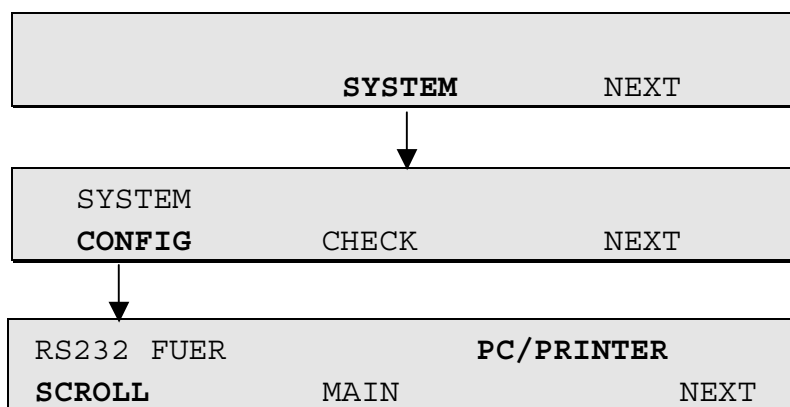 SYSTEM NEXT
SYSTEM
CONFIG CHECK NEXT
RS232 FUER PC/PRINTER
SCROLL MAIN NEXT